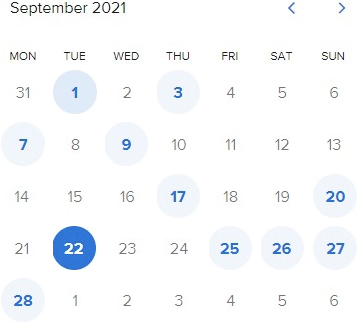 September 2021
MON TUE WED THU FRI SAT SUN
31 1 2 3 4 5 6
7 8 9 10 11 12 13
14 15 16 17 18 19 20
21 22 23 24 25 26 27
28 1 2 3 4 5 6